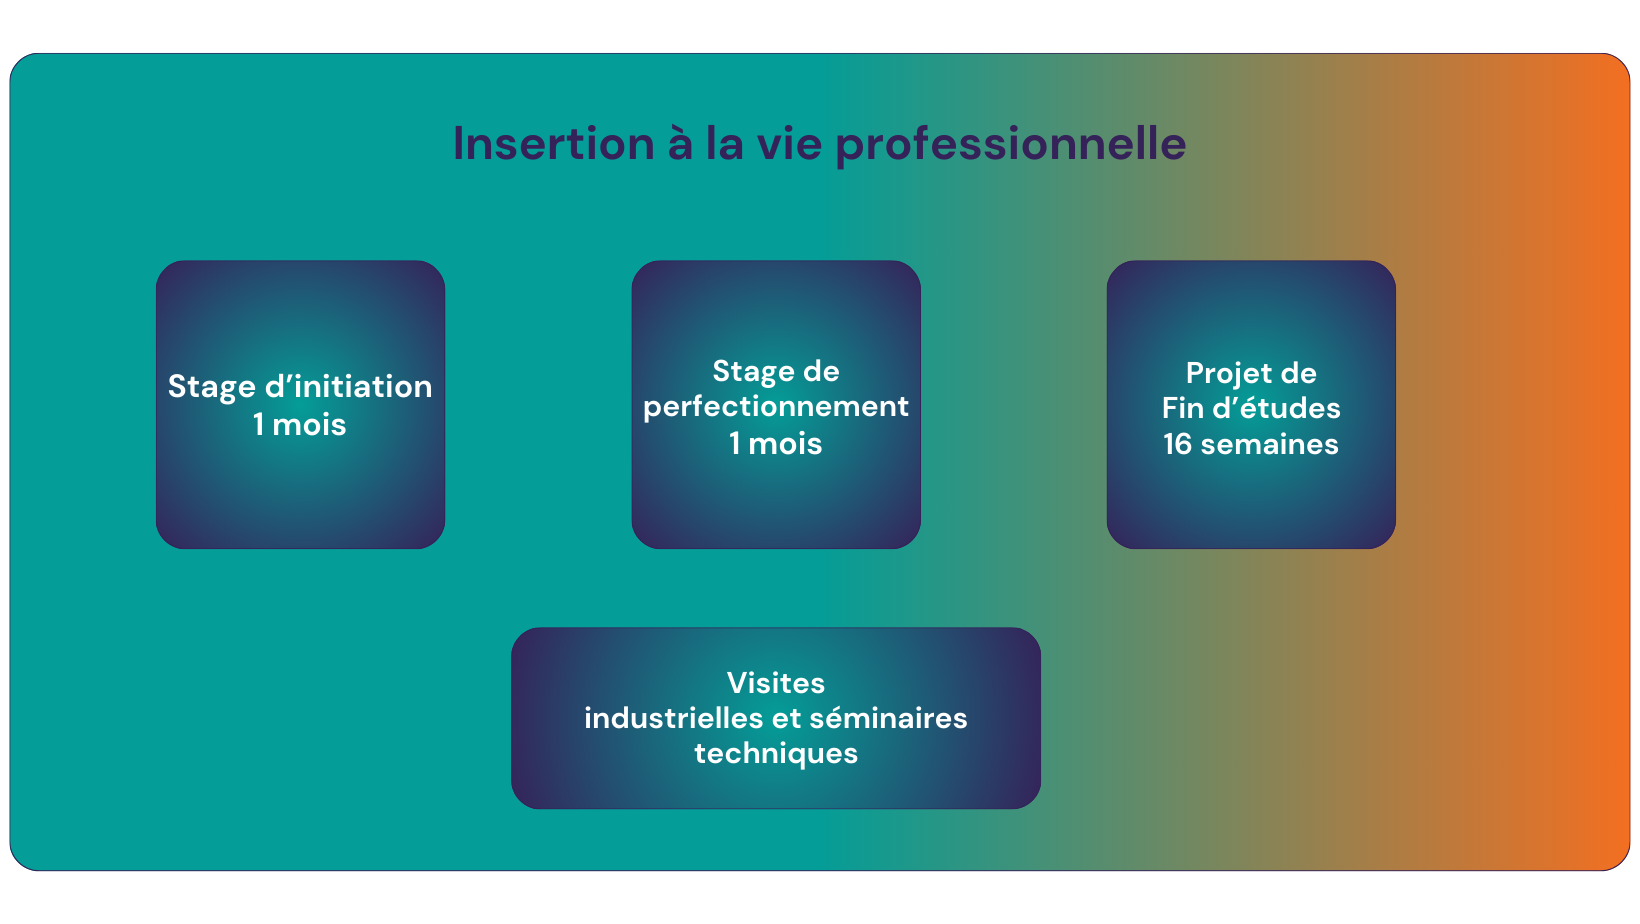 Insertion à la vie professionnelle
Stage d’initiation
1 mois
Stage de
perfectionnement
1 mois
Projet de
Fin d’études
16 semaines
Visites
industrielles et séminaires
techniques